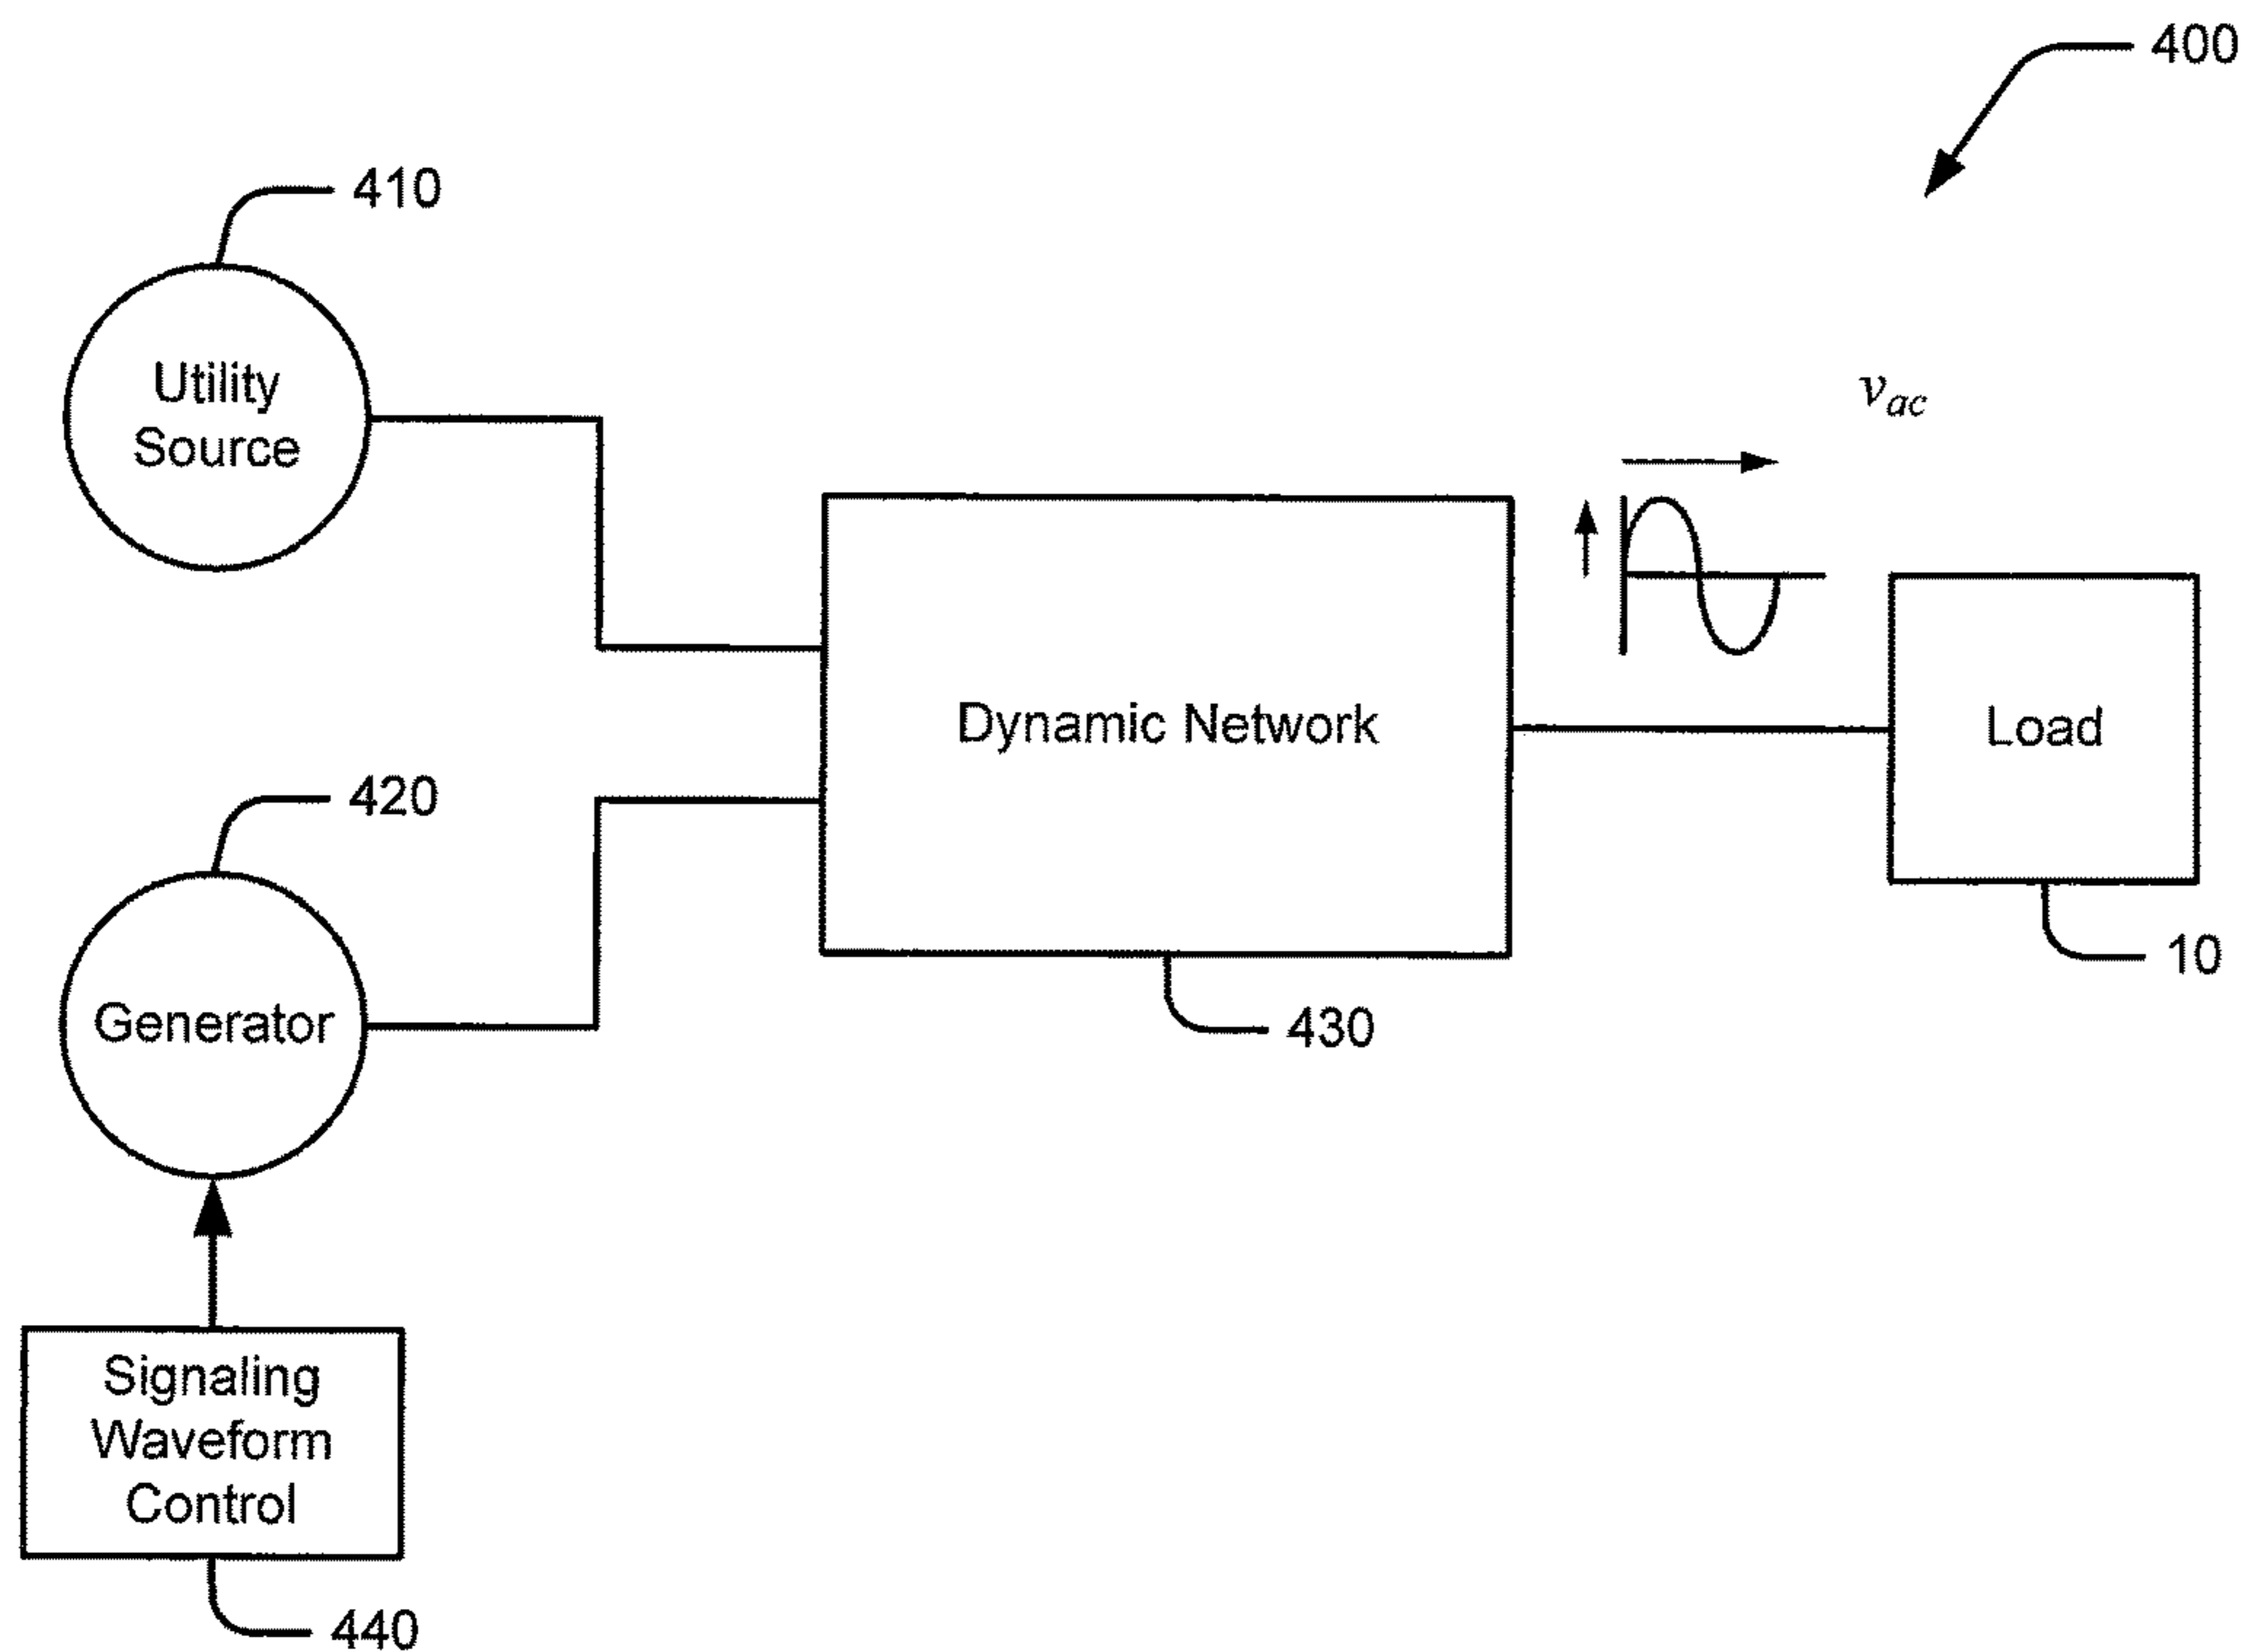 400
410
Utility
Source
v_ac
Dynamic Network
Load
420
10
Generator
430
Signaling
Waveform
Control
440